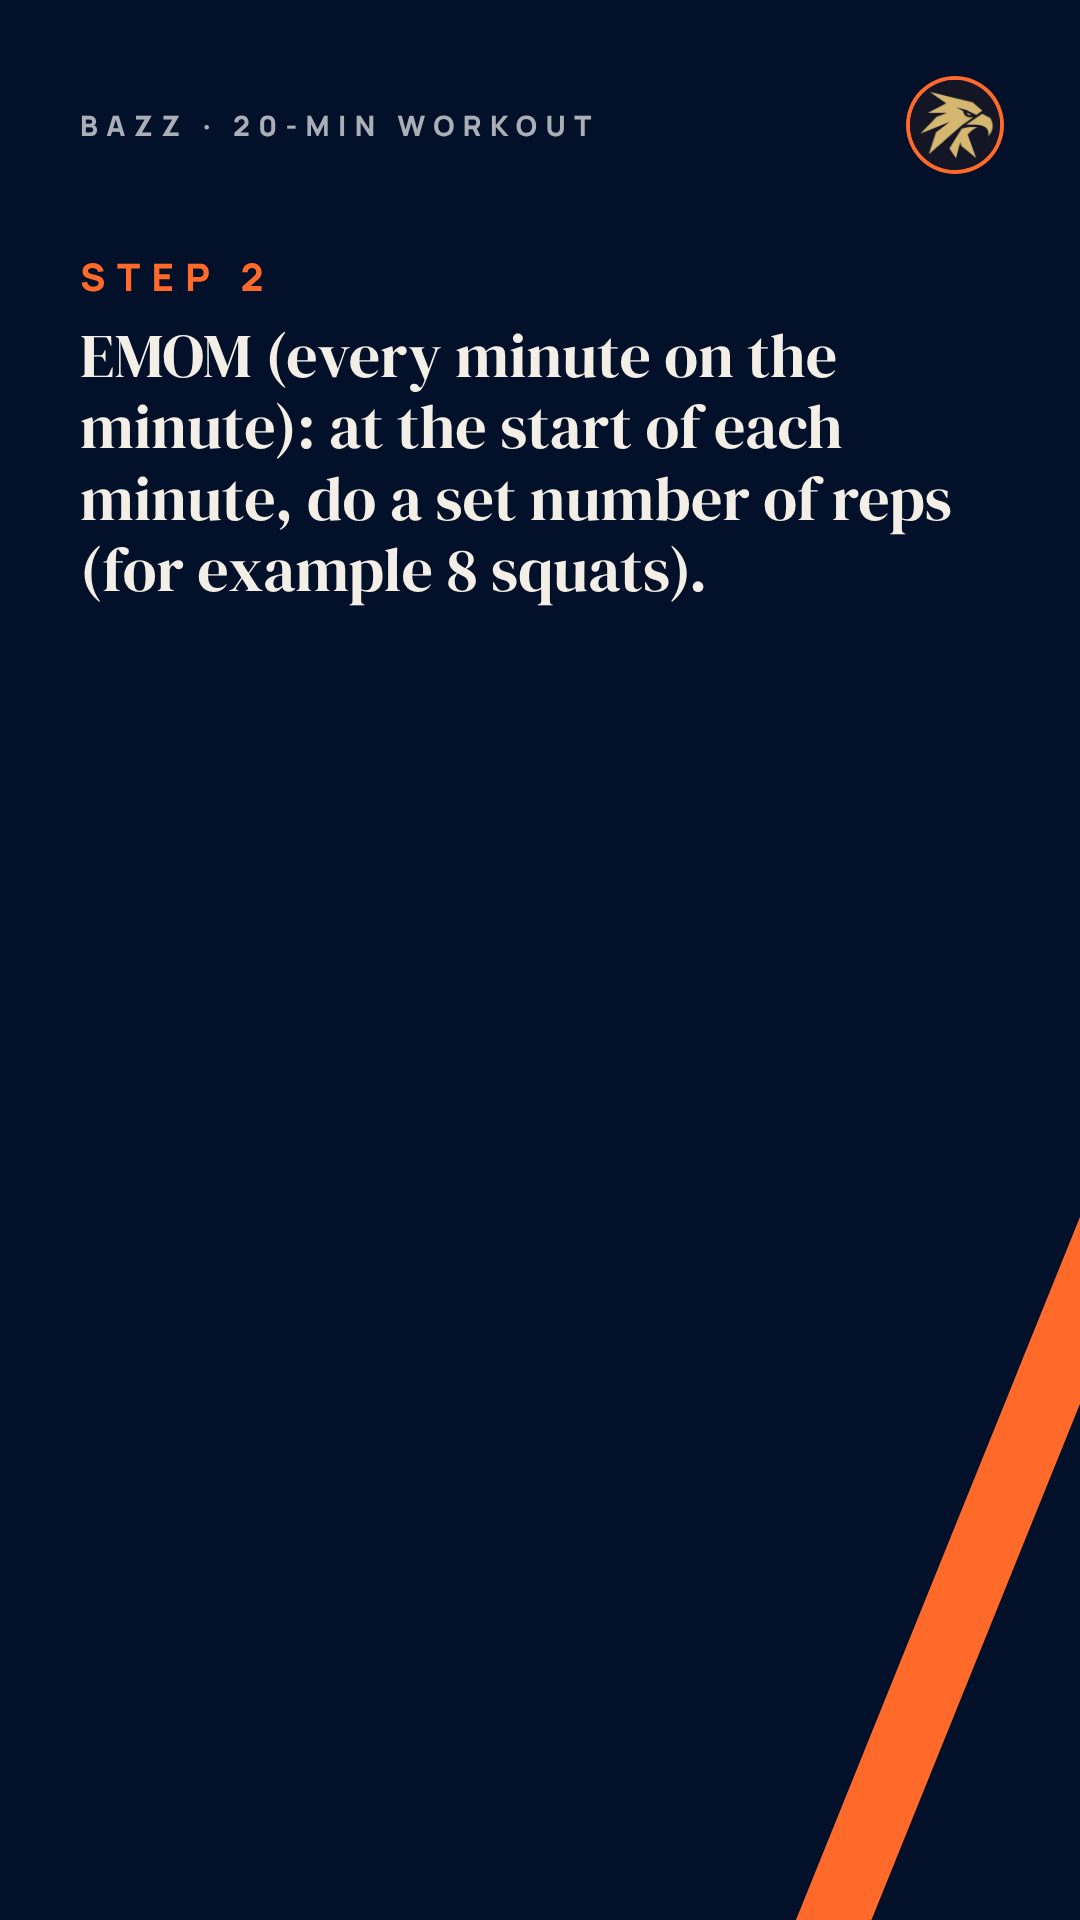 BAZZ · 20-MIN WORKOUT
STEP 2
EMOM (every minute on the
minute): at the start of each
minute, do a set number of reps
(for example 8 squats).